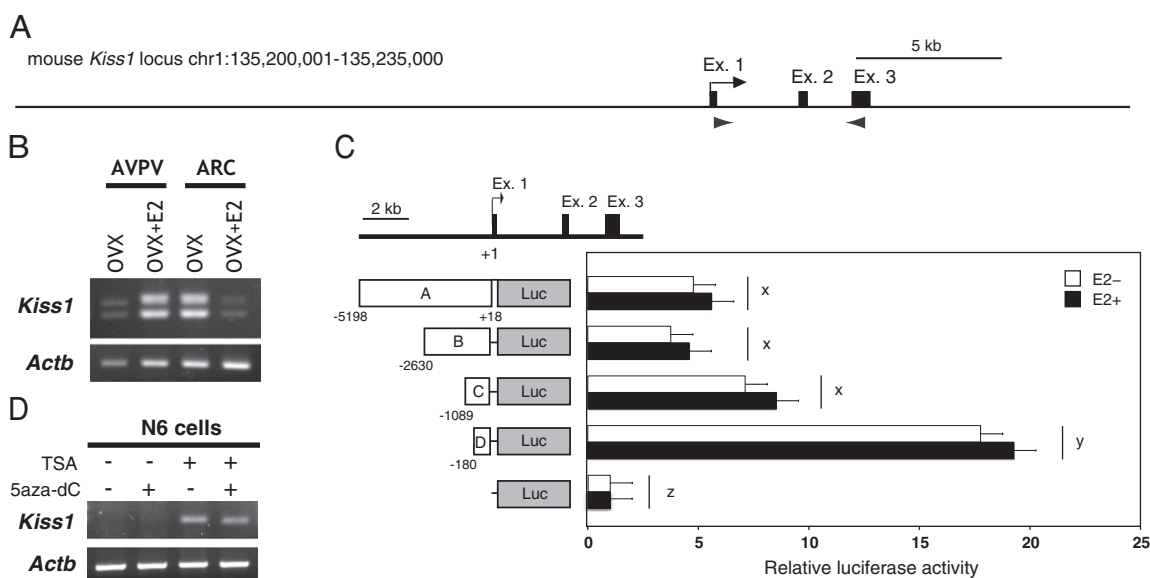 A
mouse Kiss1 locus chr1:135,200,001-135,235,000
5 kb
Ex. 1
Ex. 2
Ex. 3
B
AVPV ARC
OVX
OVX+E2
OVX
OVX+E2
Kiss1
Actb
C
2 kb
Ex. 1
Ex. 2
Ex. 3
+1
A Luc
-5198 +18
B Luc
-2630
C Luc
-1089
D Luc
-180
Luc
E2−
E2+
x
x
x
y
z
0 5 10 15 20 25
Relative luciferase activity
D
N6 cells
TSA - - + +
5aza-dC - + - +
Kiss1
Actb